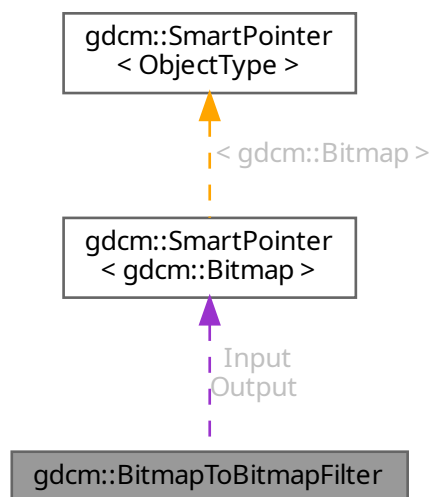 gdcm::SmartPointer
< ObjectType >
< gdcm::Bitmap >
gdcm::SmartPointer
< gdcm::Bitmap >
Input
Output
gdcm::BitmapToBitmapFilter